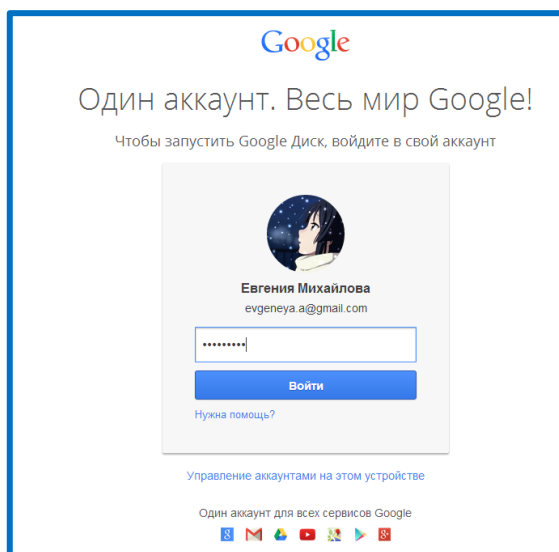 Google
Один аккаунт. Весь мир Google!
Чтобы запустить Google Диск, войдите в свой аккаунт
Евгения Михайлова
evgeneya.a@gmail.com
•••••••••
Войти
Нужна помощь?
Управление аккаунтами на этом устройстве
Один аккаунт для всех сервисов Google